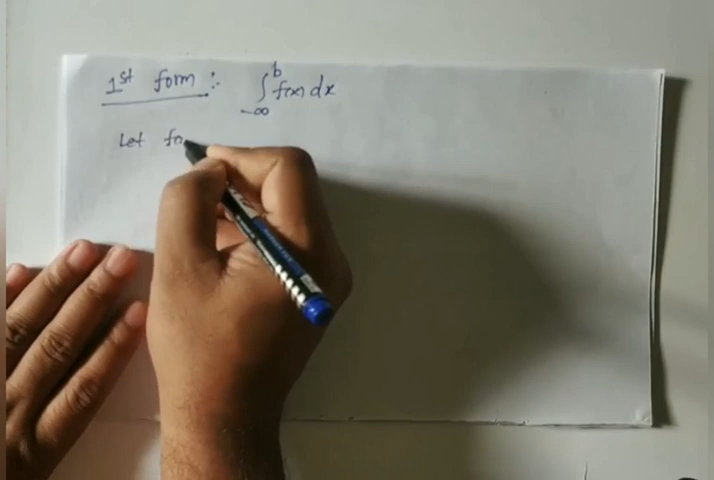 1st form :- ∫_{-∞}^{b} f(x) dx
Let f(